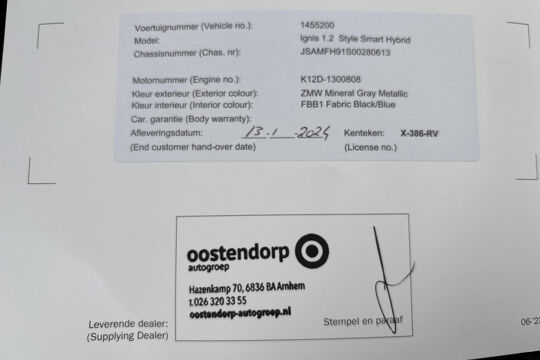 Voertuignummer (Vehicle no.): 1455200
Model: Ignis 1.2 Style Smart Hybrid
Chassisnummer (Chas. nr): JSAMFH91S00280613
Motornummer (Engine no.): K12D-1300808
Kleur exterieur (Exterior colour): ZMW Mineral Gray Metallic
Kleur interieur (Interior colour): FBB1 Fabric Black/Blue
Car. garantie (Body warranty):
Afleveringsdatum: 13-1-2024 Kenteken: X-386-RV
(End customer hand-over date) (License no.)
oostendorp
autogroep
Hazenkamp 70, 6836 BA Arnhem
t.026 320 33 55
oostendorp-autogroep.nl
Leverende dealer: Stempel en paraaf
(Supplying Dealer)